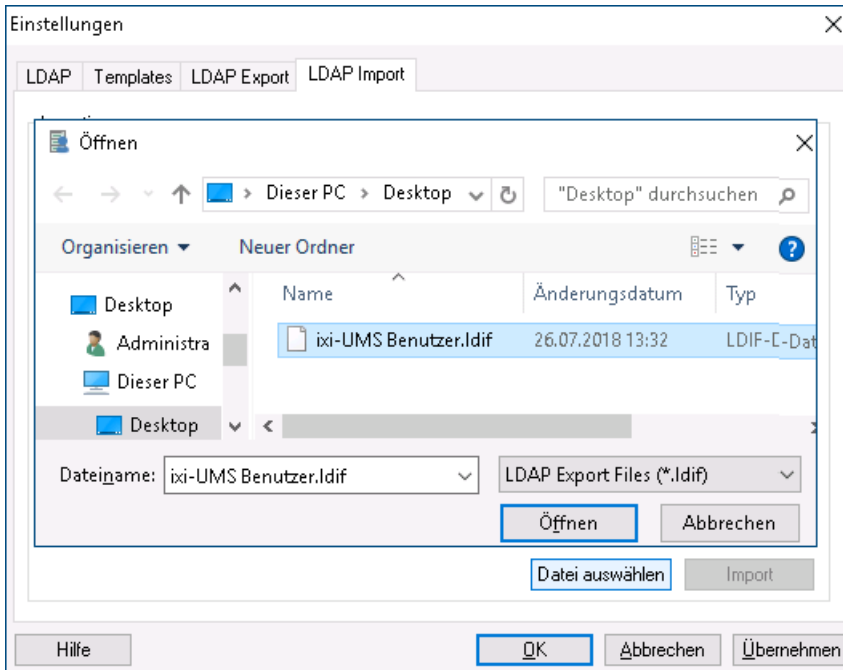 Einstellungen
LDAP Templates LDAP Export LDAP Import
Öffnen
Dieser PC Desktop "Desktop" durchsuchen
Organisieren Neuer Ordner
Desktop
Administra
Dieser PC
Desktop
Name Änderungsdatum Typ
ixi-UMS Benutzer.ldif 26.07.2018 13:32 LDIF-E-Dat
Dateiname: ixi-UMS Benutzer.ldif LDAP Export Files (*.ldif)
Öffnen Abbrechen
Datei auswählen Import
Hilfe OK Abbrechen Übernehmen